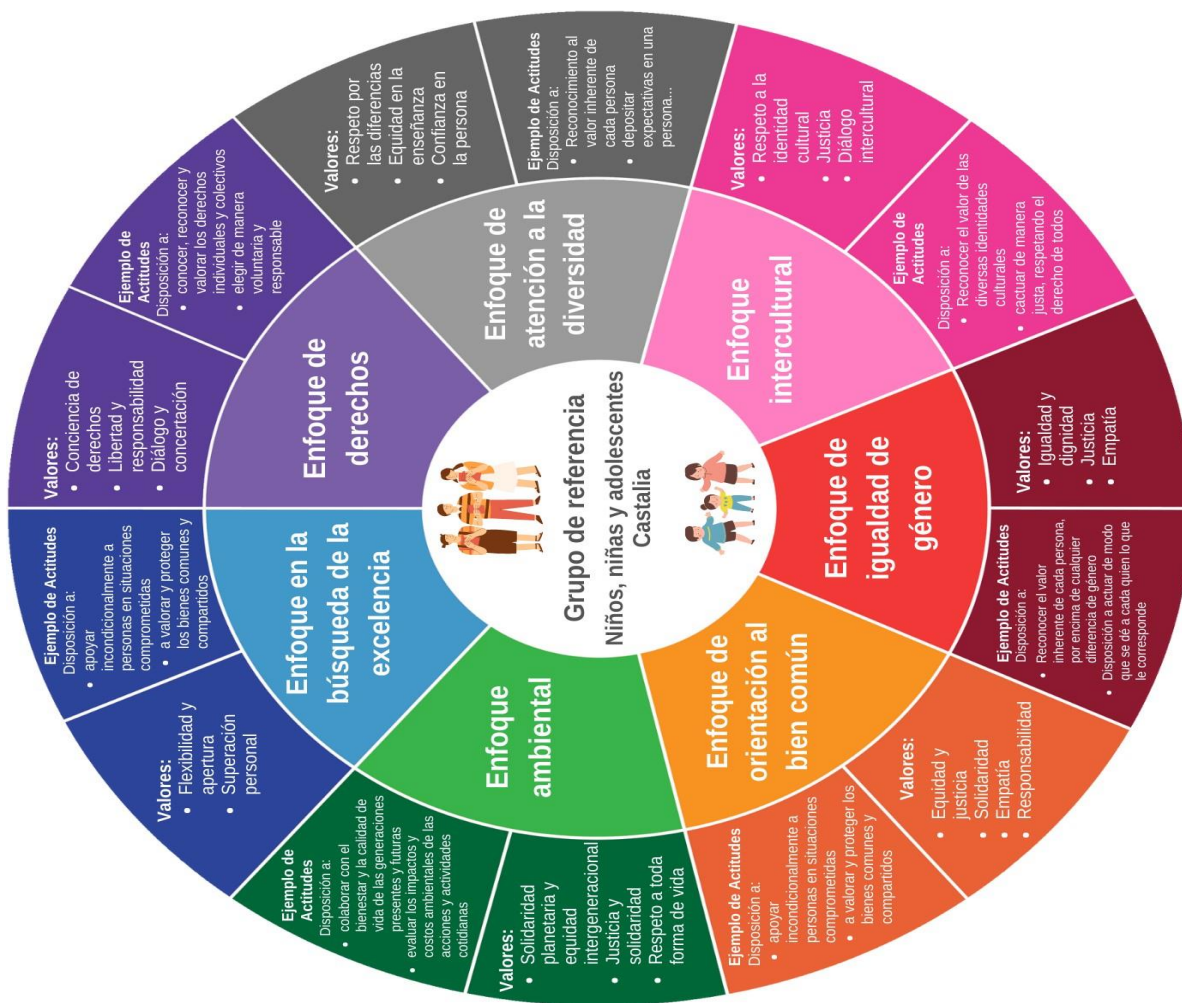 Grupo de referencia
Niños, niñas y adolescentes
Castalia
Enfoque de
derechos
Valores:
• Conciencia de
derechos
• Libertad y
responsabilidad
• Diálogo y
concertación
Ejemplo de
Actitudes
Disposición a:
• conocer, reconocer y
valorar los derechos
individuales y colectivos
• elegir de manera
voluntaria y
responsable
Enfoque de
atención a la
diversidad
Valores:
• Respeto por
las diferencias
• Equidad en la
enseñanza
• Confianza en
la persona
Ejemplo de Actitudes
Disposición a:
• Reconocimiento al
valor inherente de
cada persona
• depositar
expectativas en una
persona...
Enfoque
intercultural
Valores:
• Respeto a la
identidad
cultural
• Justicia
• Diálogo
intercultural
Ejemplo de
Actitudes
Disposición a:
• Reconocer el valor de las
diversas identidades
culturales
• cactuar de manera
justa, respetando el
derecho de todos
Enfoque de
igualdad de
género
Valores:
• Igualdad y
dignidad
• Justicia
• Empatía
Ejemplo de Actitudes
Disposición a:
• Reconocer el valor
inherente de cada persona,
por encima de cualquier
diferencia de género
• Disposición a actuar de modo
que se dé a cada quien lo que
le corresponde
Enfoque de
orientación al
bien común
Valores:
• Equidad y
justicia
• Solidaridad
• Empatía
• Responsabilidad
Ejemplo de Actitudes
Disposición a:
• apoyar
incondicionalmente a
personas en situaciones
comprometidas
• a valorar y proteger los
bienes comunes y
compartidos
Enfoque
ambiental
Valores:
• Solidaridad
planetaria y
equidad
intergeneracional
• Justicia y
solidaridad
• Respeto a toda
forma de vida
Ejemplo de
Actitudes
Disposición a:
• colaborar con el
bienestar y la calidad de
vida de las generaciones
presentes y futuras
• evaluar los impactos y
costos ambientales de las
acciones y actividades
cotidianas
Enfoque en la
búsqueda de la
excelencia
Valores:
• Flexibilidad y
apertura
• Superación
personal
Ejemplo de Actitudes
Disposición a:
• apoyar
incondicionalmente a
personas en situaciones
comprometidas
• a valorar y proteger
los bienes comunes y
compartidos